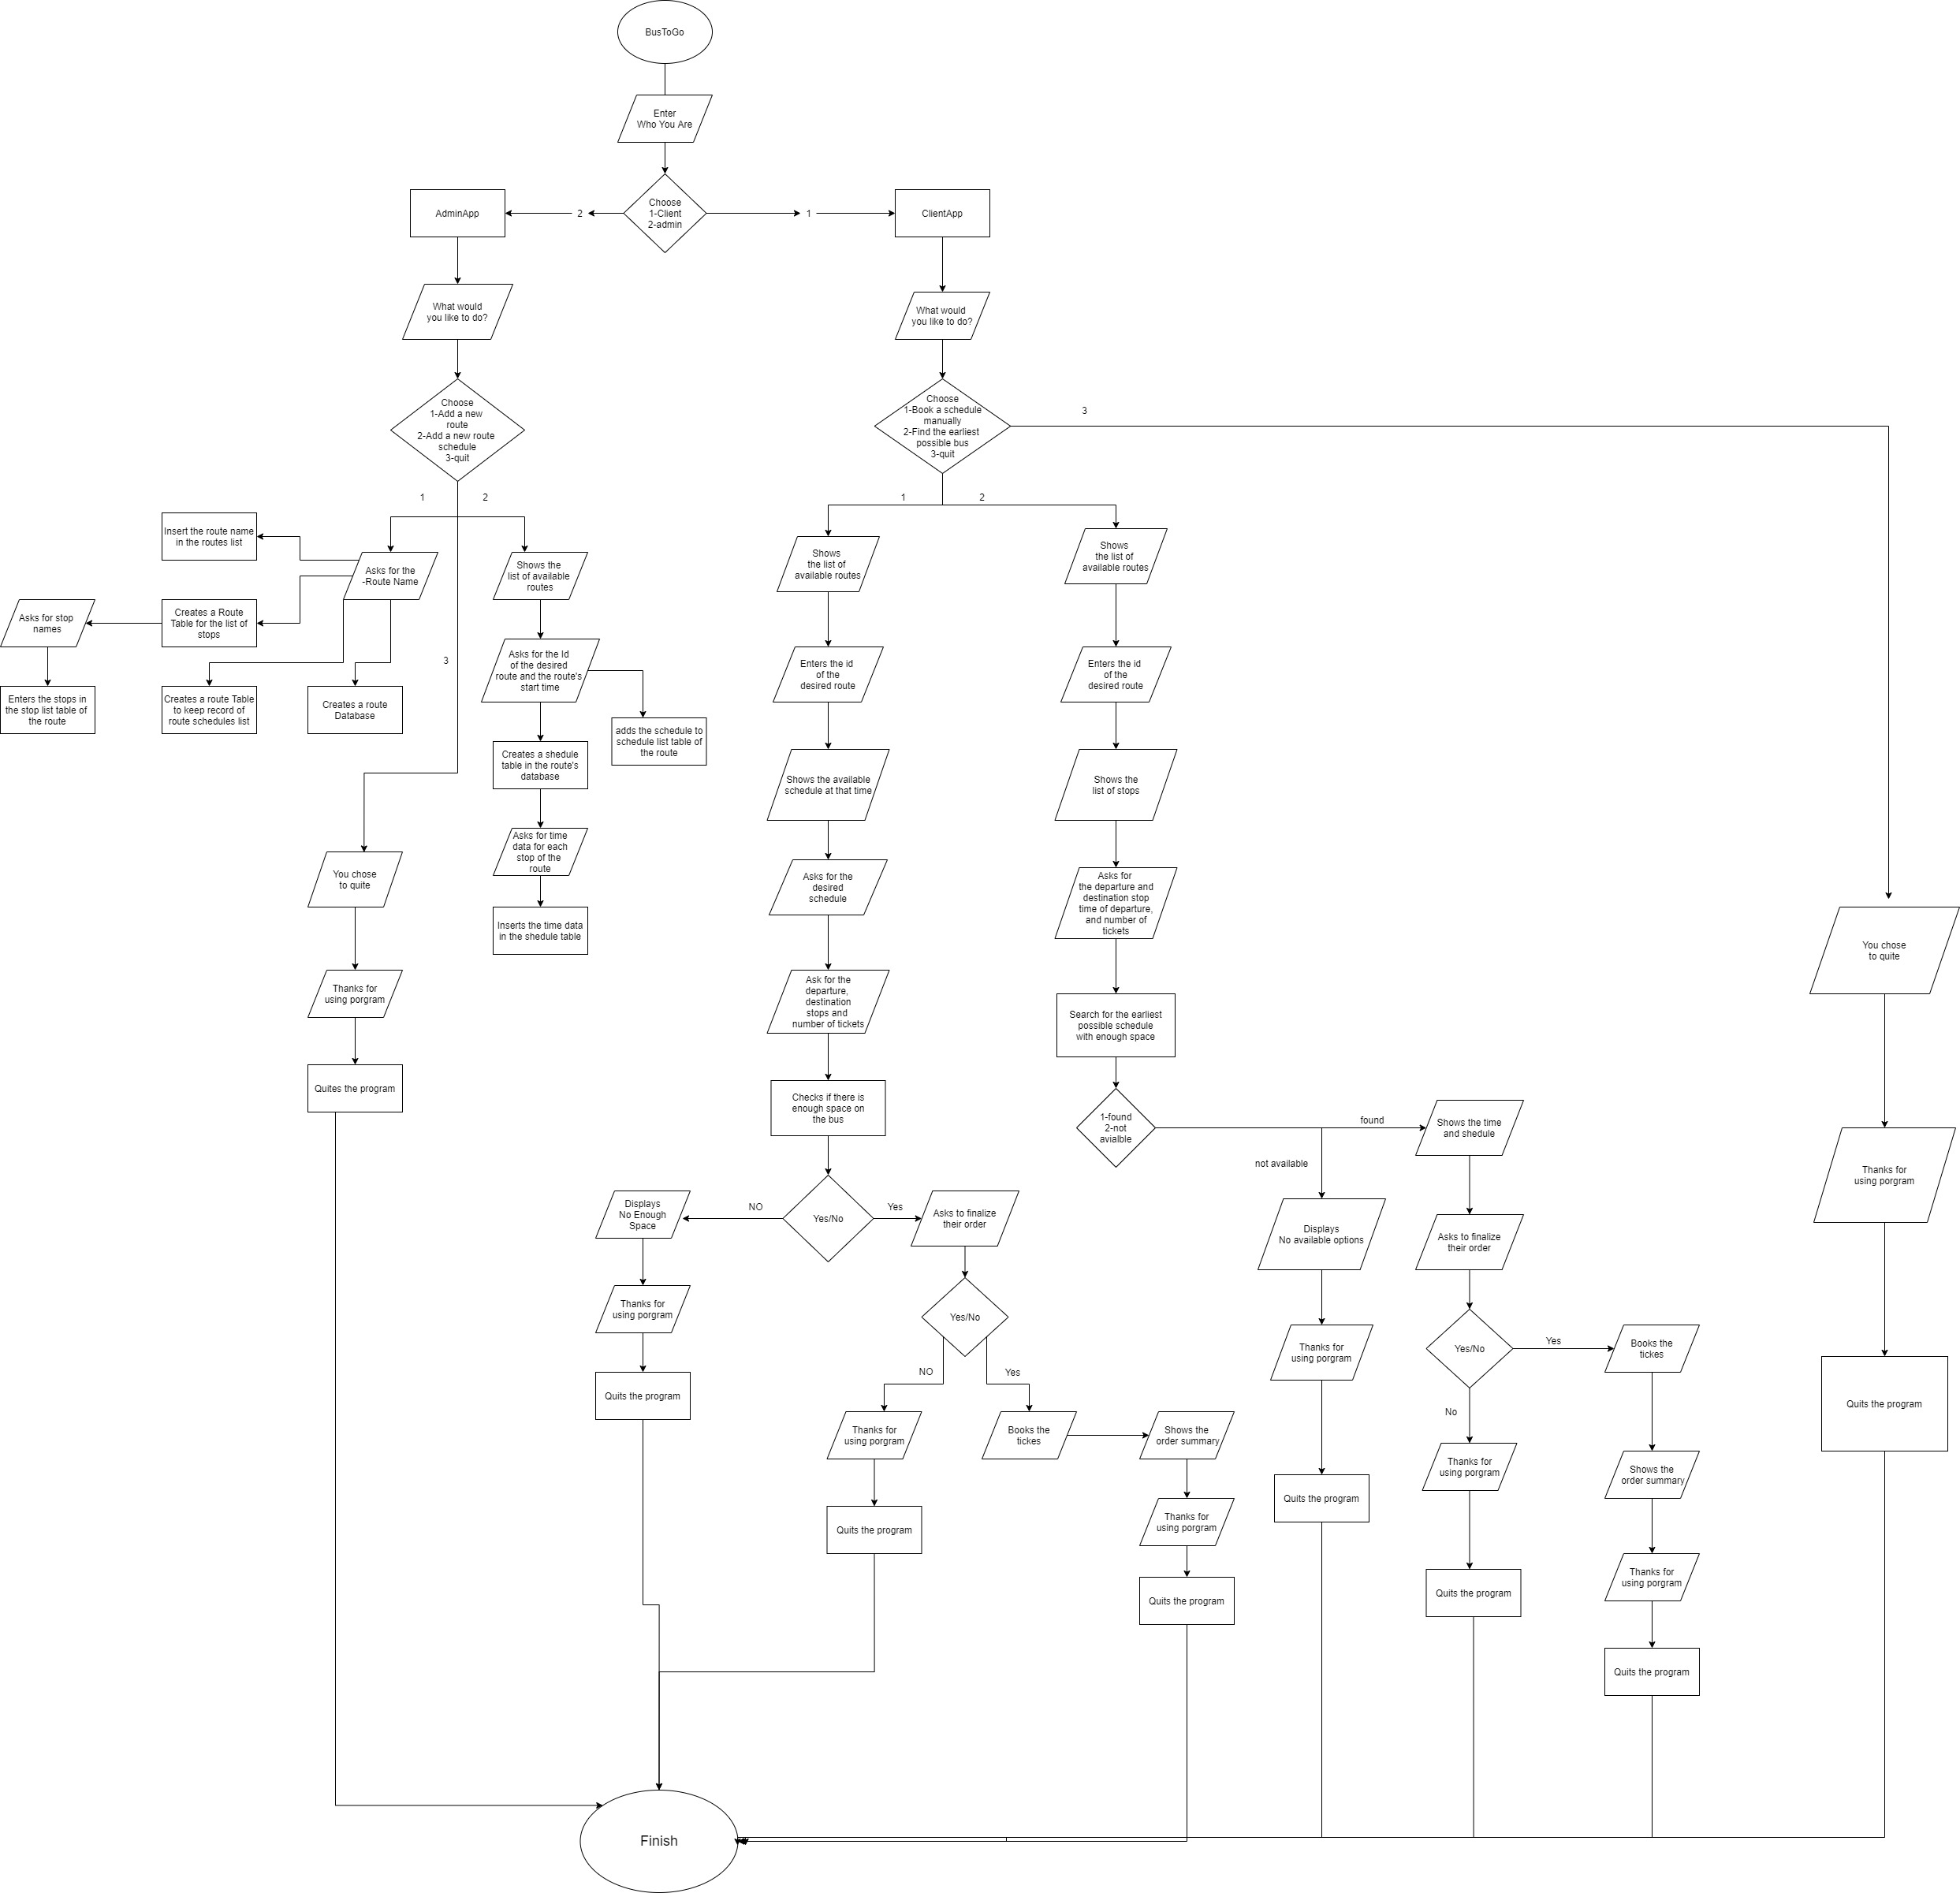 BusToGo
Enter
Who You Are
Choose
1-Client
2-admin
2
1
AdminApp
ClientApp
What would
you like to do?
What would
you like to do?
Choose
1-Add a new
route
2-Add a new route
schedule
3-quit
Choose
1-Book a schedule
manually
2-Find the earliest
possible bus
3-quit
3
1
2
1
2
Insert the route name
in the routes list
Asks for the
-Route Name
Shows the
list of available
routes
Shows
the list of
available routes
Shows
the list of
available routes
Asks for stop
names
Creates a Route
Table for the list of
stops
3
Asks for the Id
of the desired
route and the route's
start time
Enters the id
of the
desired route
Enters the id
of the
desired route
Enters the stops in
the stop list table of
the route
Creates a route Table
to keep record of
route schedules list
Creates a route
Database
adds the schedule to
schedule list table of
the route
Creates a shedule
table in the route's
database
Shows the available
schedule at that time
Shows the
list of stops
Asks for time
data for each
stop of the
route
You chose
to quite
Asks for the
desired
schedule
Asks for
the departure and
destination stop
time of departure,
and number of
tickets
Inserts the time data
in the shedule table
You chose
to quite
Thanks for
using porgram
Ask for the
departure,
destination
stops and
number of tickets
Search for the earliest
possible schedule
with enough space
Quites the program
Checks if there is
enough space on
the bus
1-found
2-not
avialble
found
Shows the time
and shedule
not available
Thanks for
using porgram
Displays
No Enough
Space
NO
Yes/No
Yes
Asks to finalize
their order
Displays
No available options
Asks to finalize
their order
Thanks for
using porgram
Yes/No
Thanks for
using porgram
Yes/No
Yes
Books the
tickes
Quits the program
NO
Yes
No
Quits the program
Thanks for
using porgram
Books the
tickes
Shows the
order summary
Thanks for
using porgram
Shows the
order summary
Quits the program
Thanks for
using porgram
Quits the program
Quits the program
Quits the program
Thanks for
using porgram
Quits the program
Quits the program
Finish